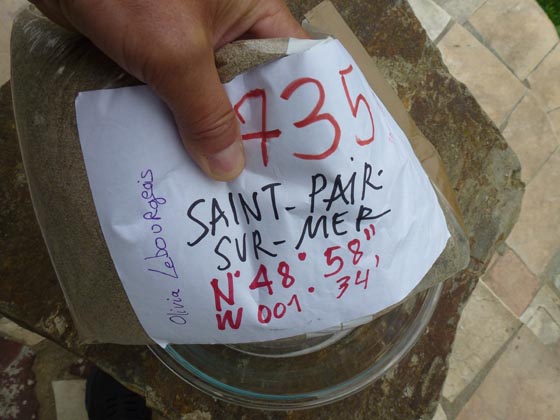 735
SAINT-PAIR-
SUR-MER
N° 48° 58"
W 001° 34'
Olivia Lebourgeois